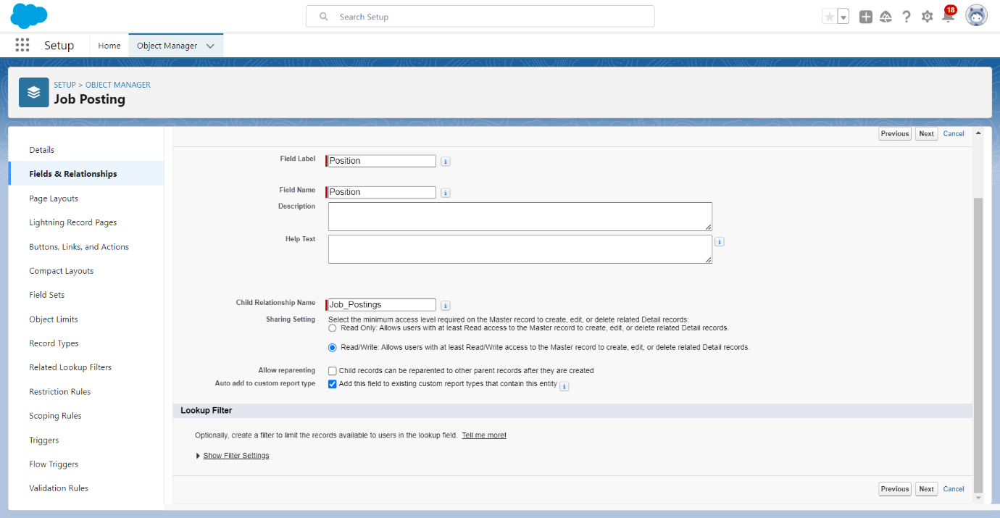 Search Setup
18
Setup
Home
Object Manager
SETUP > OBJECT MANAGER
Job Posting
Details
Fields & Relationships
Page Layouts
Lightning Record Pages
Buttons, Links, and Actions
Compact Layouts
Field Sets
Object Limits
Record Types
Related Lookup Filters
Restriction Rules
Scoping Rules
Triggers
Flow Triggers
Validation Rules
Previous Next Cancel
Field Label Position i
Field Name Position i
Description
Help Text i
Child Relationship Name Job_Postings i
Sharing Setting Select the minimum access level required on the Master record to create, edit, or delete related Detail records:
Read Only: Allows users with at least Read access to the Master record to create, edit, or delete related Detail records.
Read/Write: Allows users with at least Read/Write access to the Master record to create, edit, or delete related Detail records.
Allow reparenting Child records can be reparented to other parent records after they are created
Auto add to custom report type Add this field to existing custom report types that contain this entity i
Lookup Filter
Optionally, create a filter to limit the records available to users in the lookup field. Tell me more!
Show Filter Settings
Previous Next Cancel